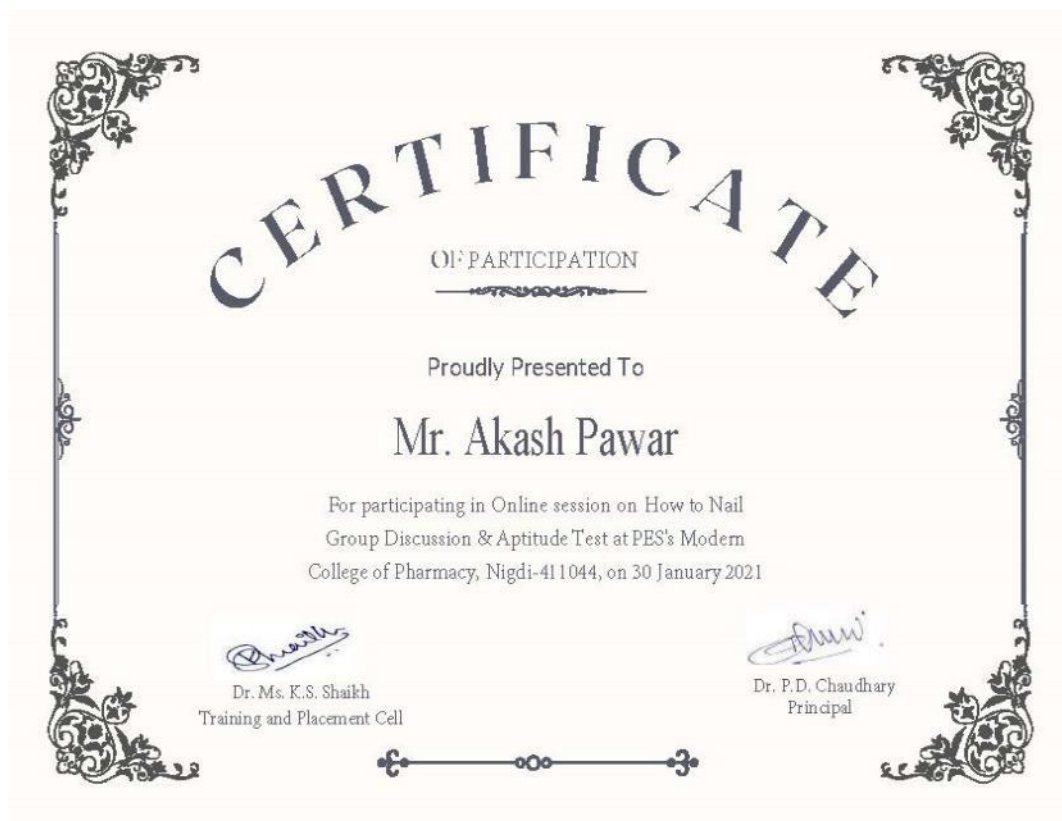 CERTIFICATE
OF PARTICIPATION
Proudly Presented To
Mr. Akash Pawar
For participating in Online session on How to Nail
Group Discussion & Aptitude Test at PES's Modern
College of Pharmacy, Nigdi-411044, on 30 January 2021
Dr. Ms. K.S. Shaikh
Training and Placement Cell
Dr. P.D. Chaudhary
Principal